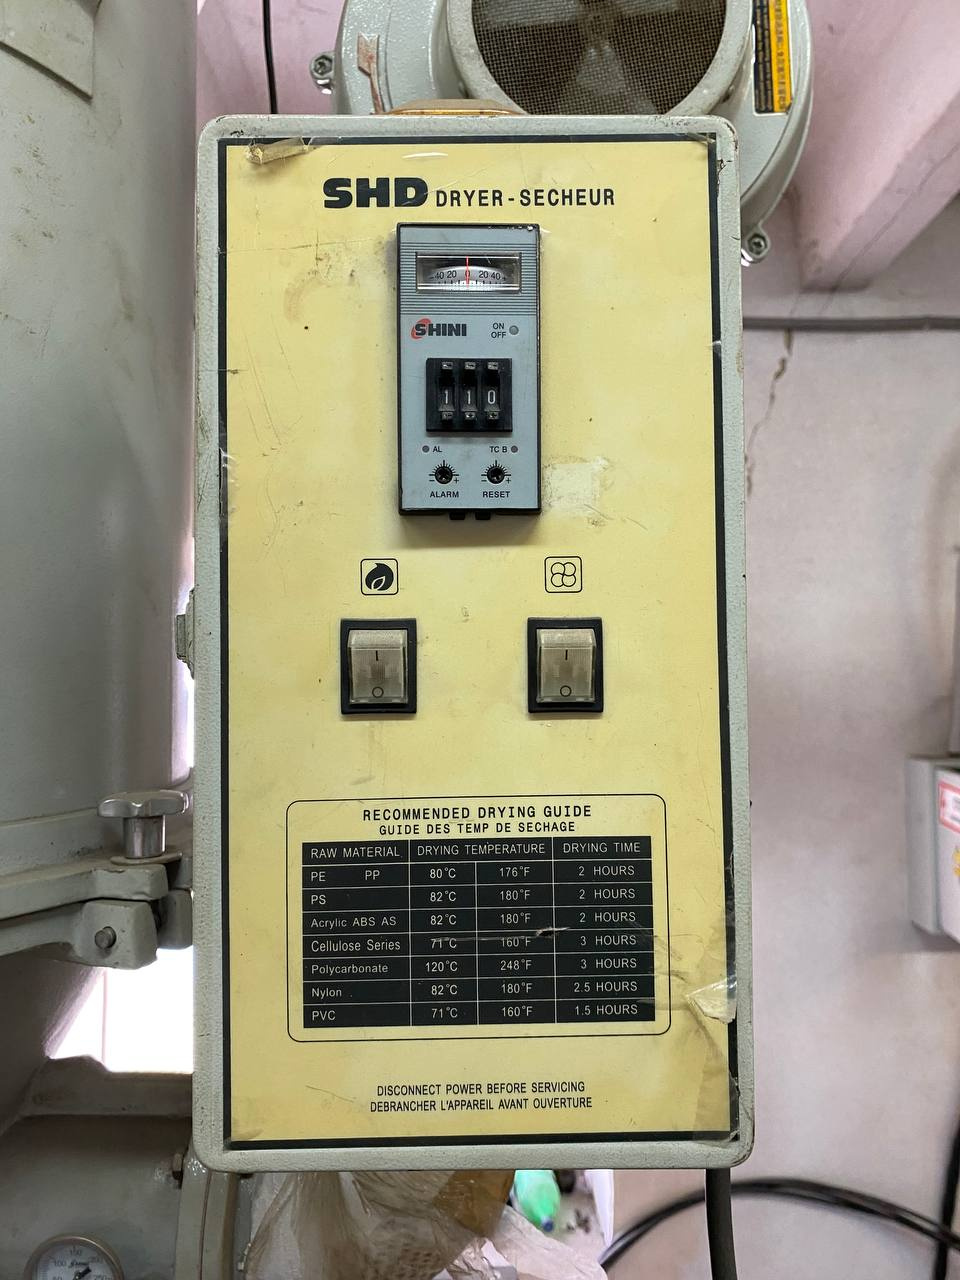 SHD DRYER - SECHEUR
40 20 0 20 40
SHINI
ON
OFF
1 1 0
AL
TC B
- + - +
ALARM RESET
I I
O O
RECOMMENDED DRYING GUIDE
GUIDE DES TEMP DE SECHAGE
RAW MATERIAL DRYING TEMPERATURE DRYING TIME
PE PP 80°C 176°F 2 HOURS
PS 82°C 180°F 2 HOURS
Acrylic ABS AS 82°C 180°F 2 HOURS
Cellulose Series 71°C 160°F 3 HOURS
Polycarbonate 120°C 248°F 3 HOURS
Nylon 82°C 180°F 2.5 HOURS
PVC 71°C 160°F 1.5 HOURS
DISCONNECT POWER BEFORE SERVICING
DEBRANCHER L'APPAREIL AVANT OUVERTURE
150
100